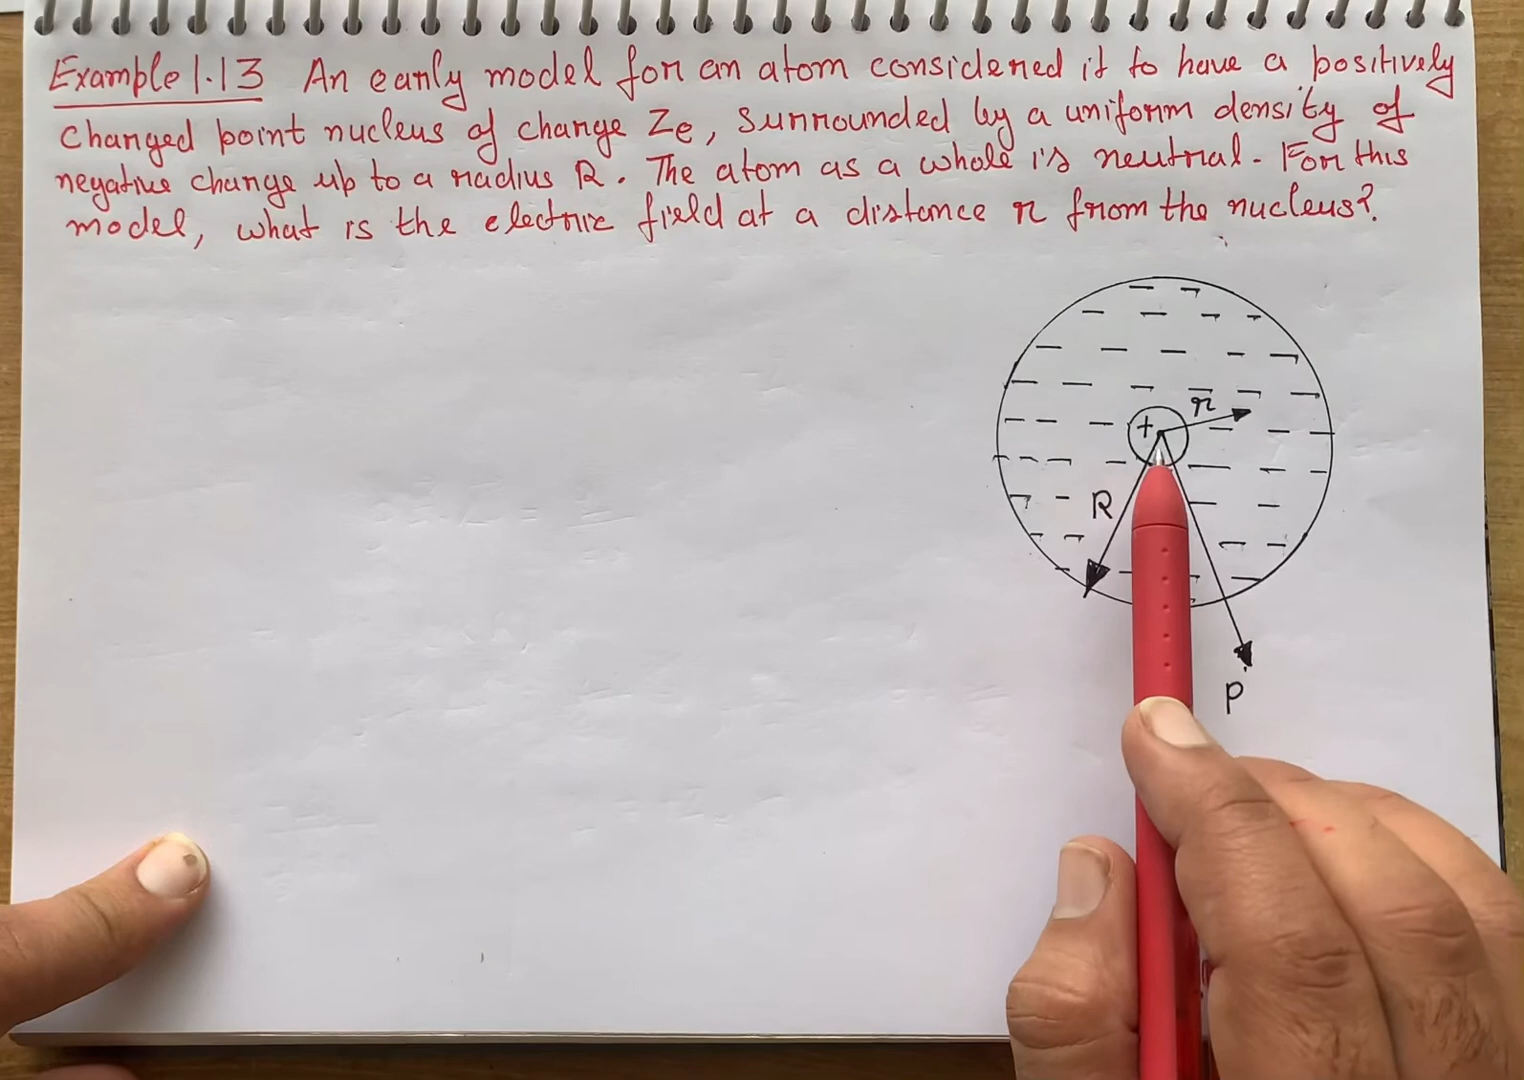 Example 1.13 An early model for an atom considered it to have a positively
charged point nucleus of charge Ze, surrounded by a uniform density of
negative charge up to a radius R. The atom as a whole is neutral. For this
model, what is the electric field at a distance r from the nucleus?
r
+
R
P